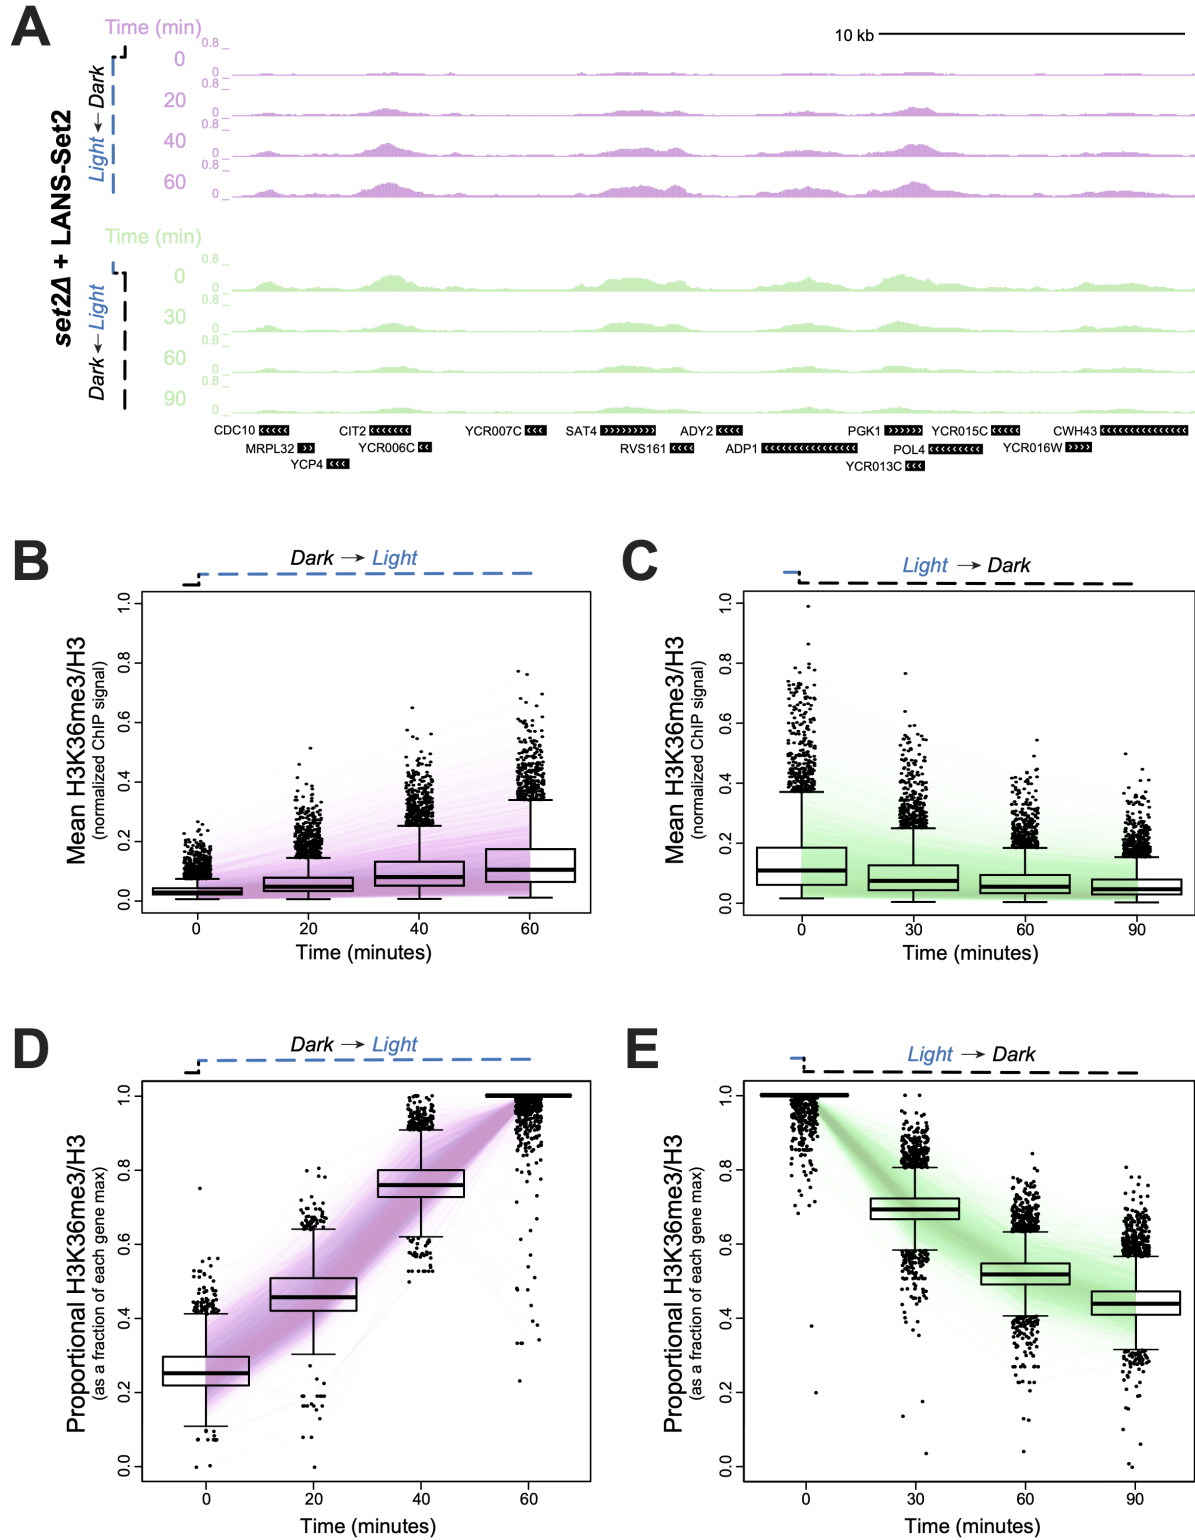 A
Time (min)
10 kb
set2Δ + LANS-Set2
Light ← Dark
0
0.8
0
20
0.8
0
40
0.8
0
60
0.8
0
Time (min)
Dark ← Light
0
0.8
0
30
0.8
0
60
0.8
0
90
0.8
0
CDC10 CIT2 YCR007C SAT4 ADY2 PGK1 YCR015C CWH43
MRPL32 YCR006C RVS161 ADP1 POL4 YCR016W
YCP4 YCR013C
B
Dark → Light
Mean H3K36me3/H3
(normalized ChIP signal)
1.0
0.8
0.6
0.4
0.2
0.0
0 20 40 60
Time (minutes)
C
Light → Dark
Mean H3K36me3/H3
(normalized ChIP signal)
1.0
0.8
0.6
0.4
0.2
0.0
0 30 60 90
Time (minutes)
D
Dark → Light
Proportional H3K36me3/H3
(as a fraction of each gene max)
1.0
0.8
0.6
0.4
0.2
0.0
0 20 40 60
Time (minutes)
E
Light → Dark
Proportional H3K36me3/H3
(as a fraction of each gene max)
1.0
0.8
0.6
0.4
0.2
0.0
0 30 60 90
Time (minutes)